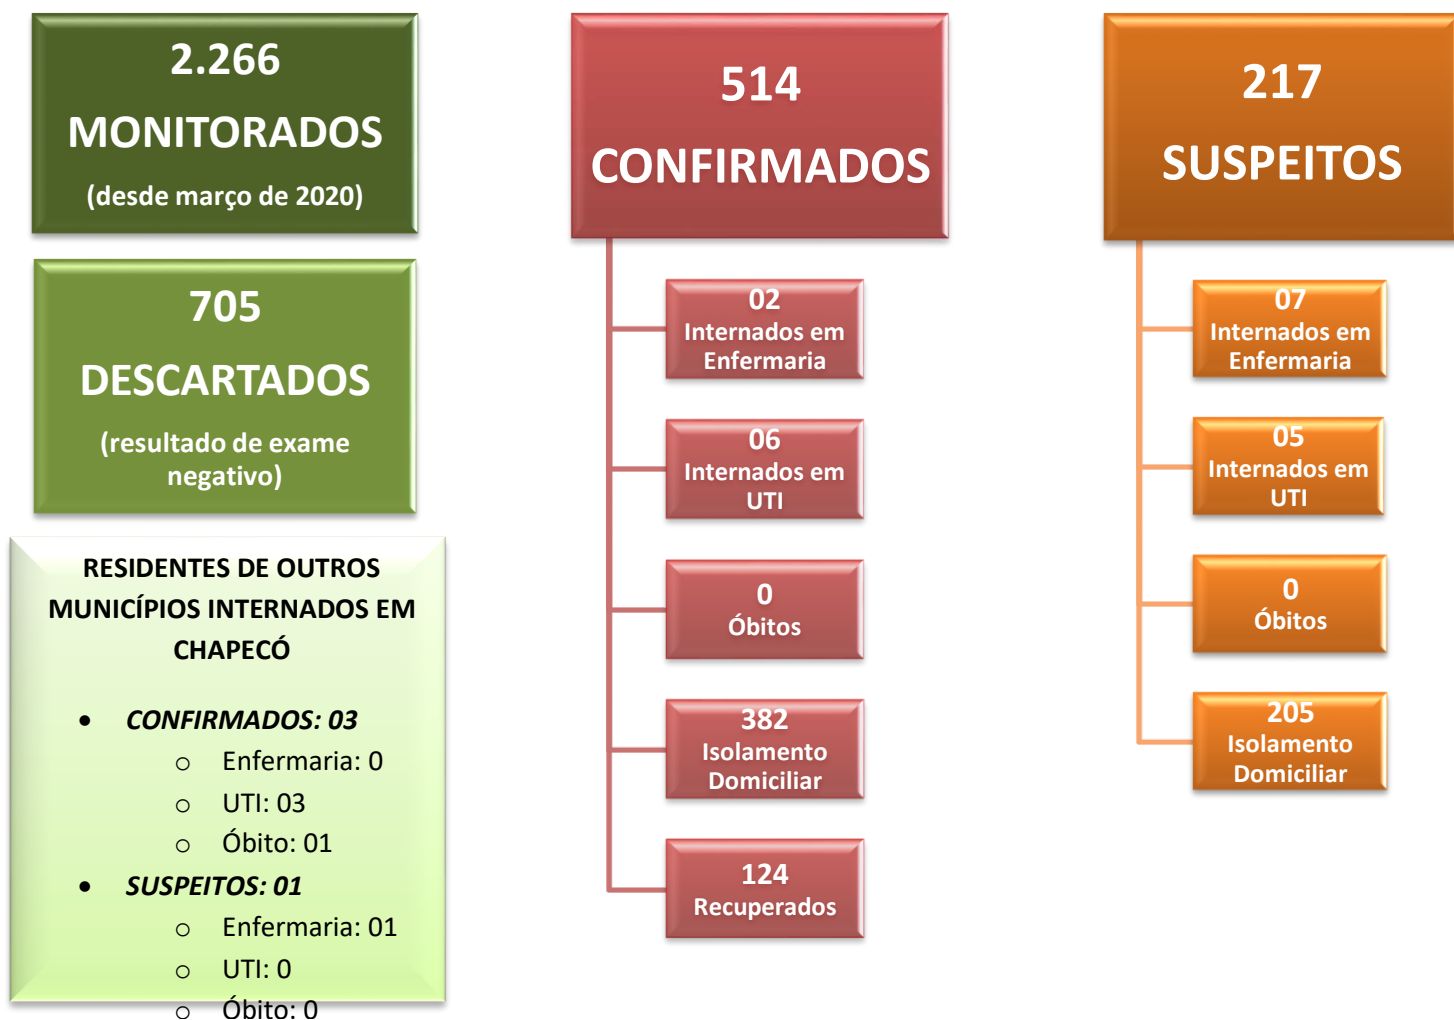 2.266
MONITORADOS
(desde março de 2020)
705
DESCARTADOS
(resultado de exame
negativo)
RESIDENTES DE OUTROS
MUNICÍPIOS INTERNADOS EM
CHAPECÓ
• CONFIRMADOS: 03
o Enfermaria: 0
o UTI: 03
o Óbito: 01
• SUSPEITOS: 01
o Enfermaria: 01
o UTI: 0
o Óbito: 0
514
CONFIRMADOS
02
Internados em
Enfermaria
06
Internados em
UTI
0
Óbitos
382
Isolamento
Domiciliar
124
Recuperados
217
SUSPEITOS
07
Internados em
Enfermaria
05
Internados em
UTI
0
Óbitos
205
Isolamento
Domiciliar